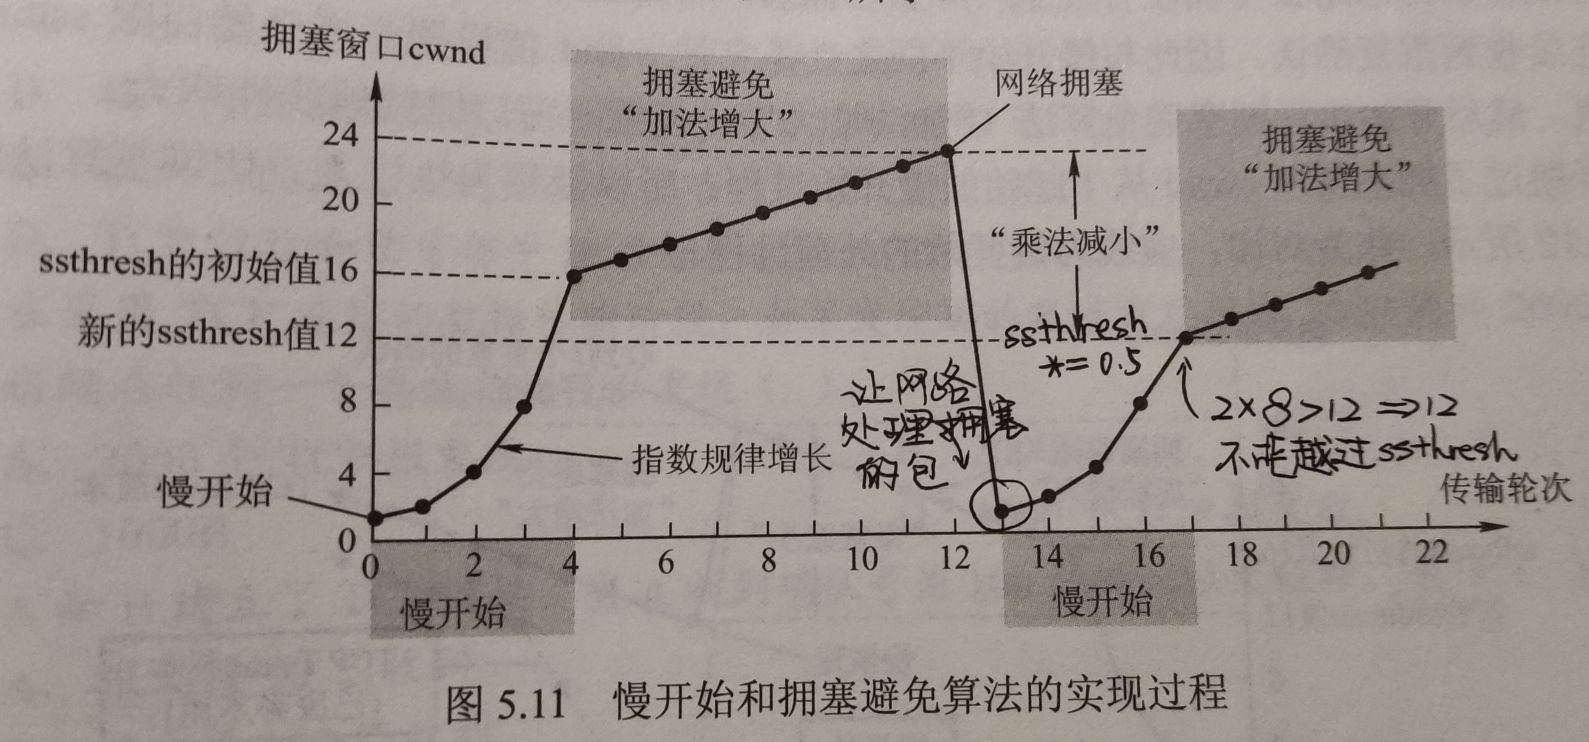 拥塞窗口cwnd
拥塞避免
“加法增大”
网络拥塞
拥塞避免
“加法增大”
24
20
ssthresh的初始值16
“乘法减小”
新的ssthresh值12
ssthresh
*= 0.5
8
让网络
处理拥塞
的包
2×8>12 ⇒12
不能越过ssthresh
指数规律增长
4
慢开始
传输轮次
0
0 2 4 6 8 10 12 14 16 18 20 22
慢开始
慢开始
图 5.11 慢开始和拥塞避免算法的实现过程